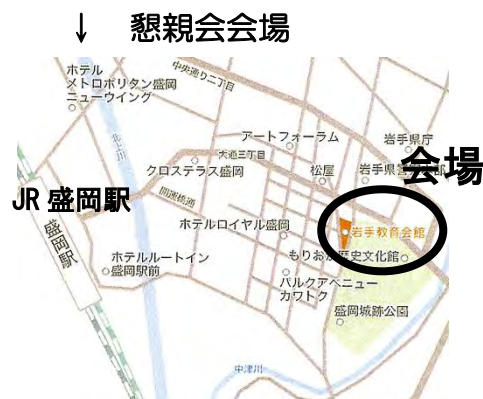 ↓ 懇親会会場
ホテル
メトロポリタン盛岡
ニューウイング
中央通り二丁目
北上川
アートフォーラム
岩手県庁
大通三丁目
クロステラス盛岡
松屋
会場
JR 盛岡駅
開運橋通
盛岡駅
ホテルロイヤル盛岡
岩手教育会館
ホテルルートイン
盛岡駅前
もりおか歴史文化館
パルクアベニュー
カワトク
盛岡城跡公園
中津川